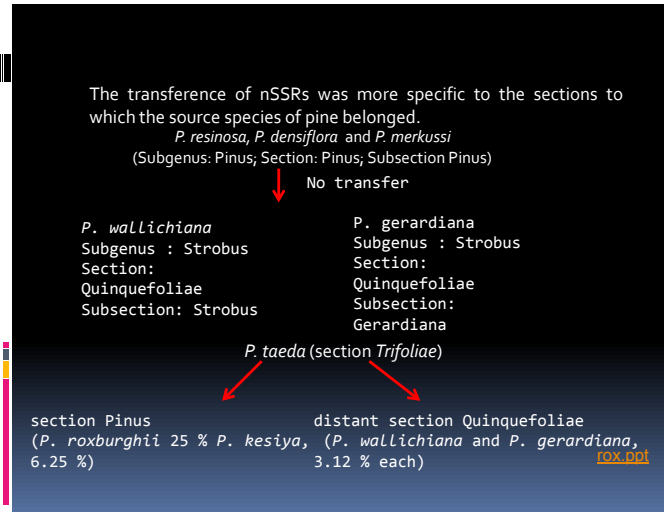 The transference of nSSRs was more specific to the sections to
which the source species of pine belonged.
P. resinosa, P. densiflora and P. merkussi
(Subgenus: Pinus; Section: Pinus; Subsection Pinus)
No transfer
P. wallichiana
Subgenus : Strobus
Section:
Quinquefoliae
Subsection: Strobus
P. gerardiana
Subgenus : Strobus
Section:
Quinquefoliae
Subsection:
Gerardiana
P. taeda (section Trifoliae)
section Pinus
(P. roxburghii 25 % P. kesiya,
6.25 %)
distant section Quinquefoliae
(P. wallichiana and P. gerardiana,
3.12 % each)
rox.ppt